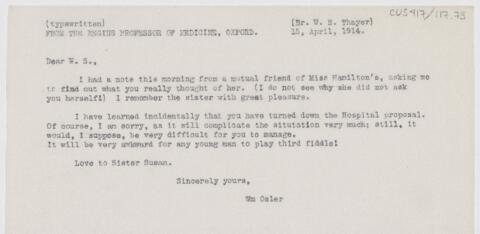 CUS417/117.75
(typewritten) (Dr. W. S. Thayer)
FROM THE REGIUS PROFESSOR OF MEDICINE, OXFORD. 15, April, 1914.
Dear W. S.,
I had a note this morning from a mutual friend of Miss Hamilton's, asking me
to find out what you really thought of her. (I do not see why she did not ask
you herself!) I remember the sister with great pleasure.
I have learned incidentally that you have turned down the Hospital proposal.
Of course, I am sorry, as it will complicate the situtation very much; still, it
would, I suppose, be very difficult for you to manage.
It will be very awkward for any young man to play third fiddle!
Love to Sister Susan.
Sincerely yours,
Wm Osler